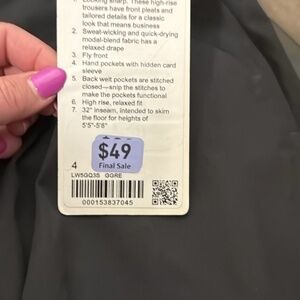 1. Looking sharp. These high-rise
trousers have front pleats and
tailored details for a classic
look that means business
2. Sweat-wicking and quick-drying
modal-blend fabric has a
relaxed drape
3. Fly front
4. Hand pockets with hidden card
sleeve
5. Back welt pockets are stitched
closed—snip the stitches to
make the pockets functional
6. High rise, relaxed fit
7. 32" inseam, intended to skim
the floor for heights of
5'5"-5'8"
$49
Final Sale
4
LW5GQ3S GGRE
000153837045